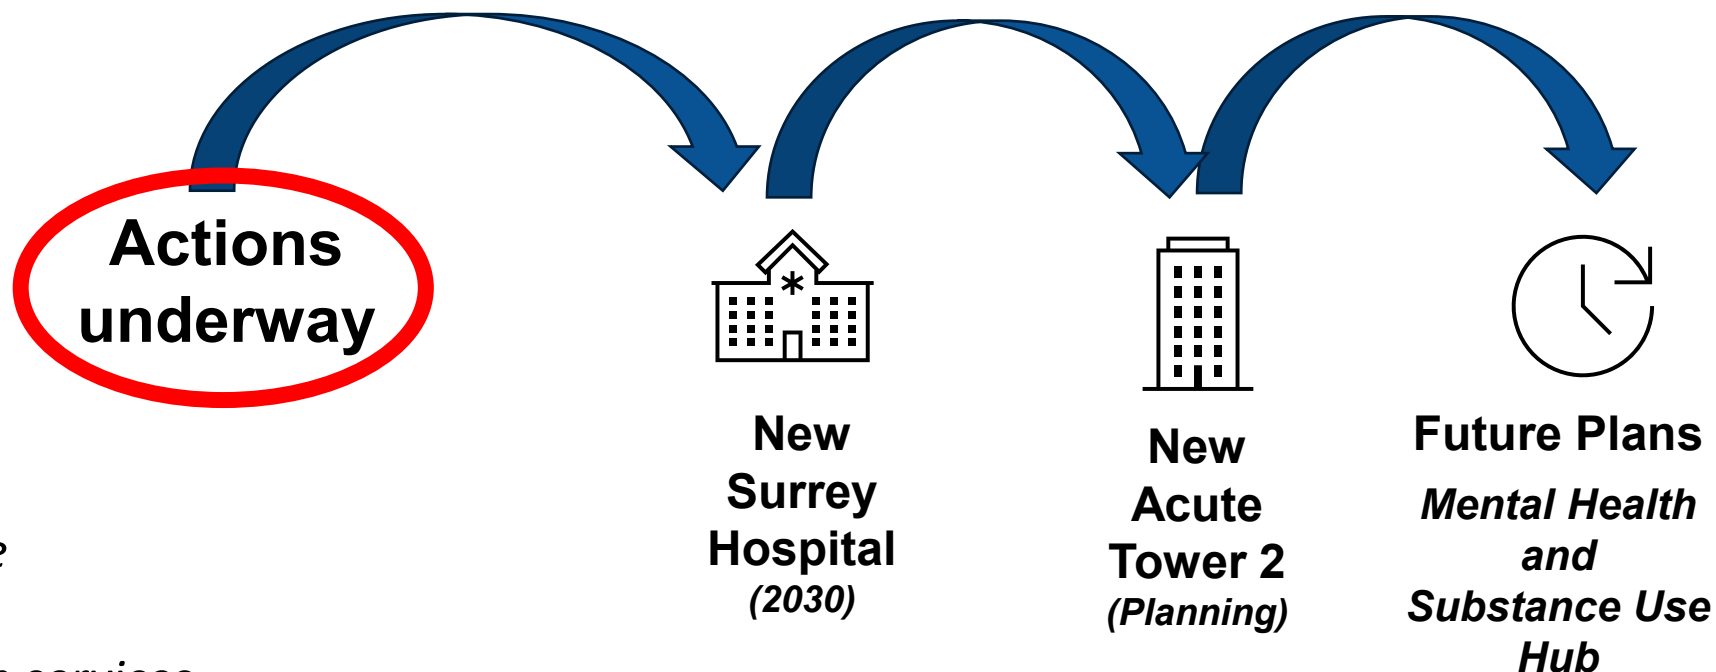 Actions
underway
New
Surrey
Hospital
(2030)
New
Acute
Tower 2
(Planning)
Future Plans
Mental Health
and
Substance Use
Hub
services